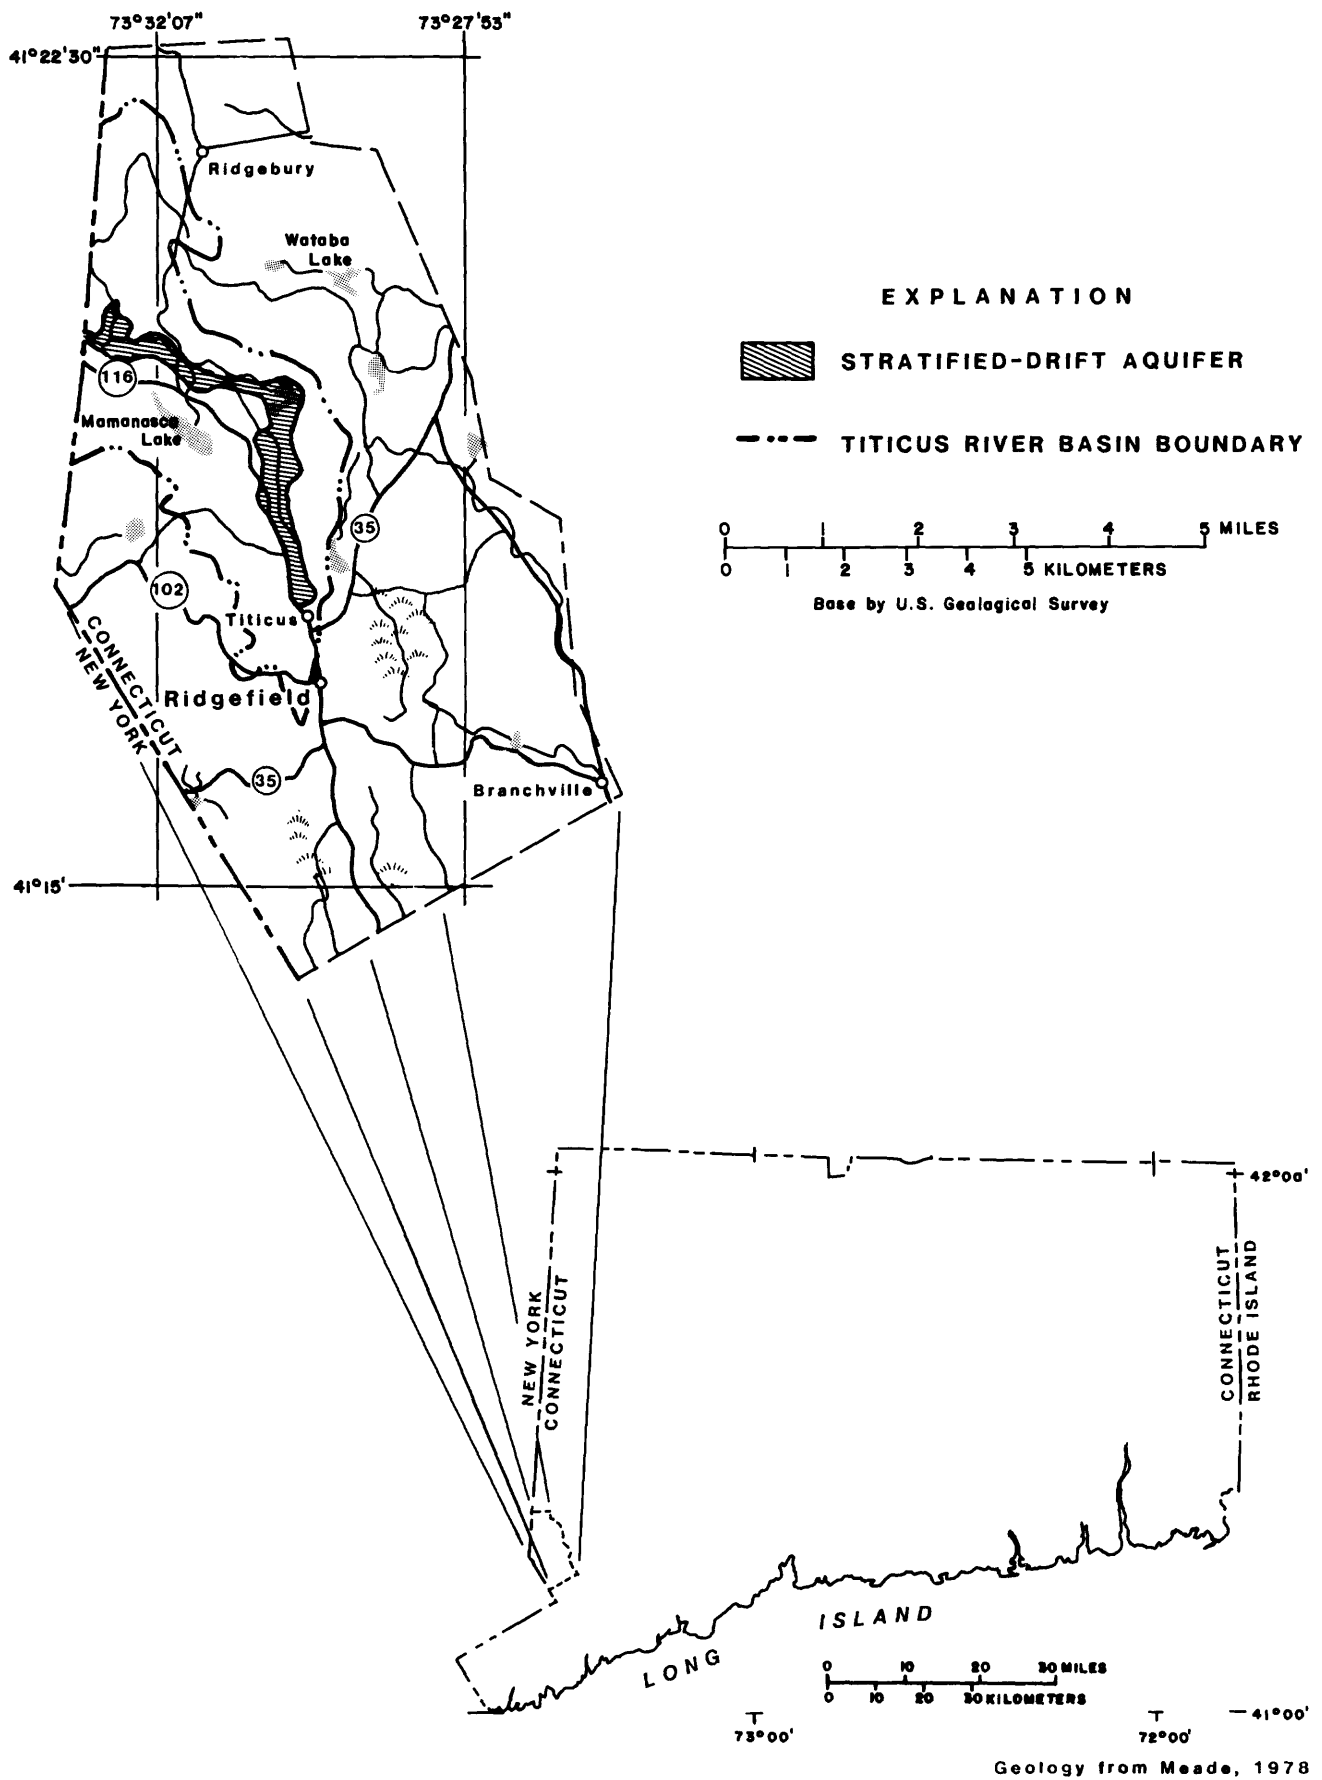 73°32'07" 73°27'53"
41°22'30"
Ridgebury
Wataba
Lake
EXPLANATION
STRATIFIED-DRIFT AQUIFER
TITICUS RIVER BASIN BOUNDARY
116
Mamanasco
Lake
35
0 1 2 3 4 5 MILES
0 1 2 3 4 5 KILOMETERS
Base by U.S. Geological Survey
102
Titicus
CONNECTICUT
NEW YORK
Ridgefield
35
Branchville
41°15'
42°00'
NEW YORK
CONNECTICUT
CONNECTICUT
RHODE ISLAND
LONG ISLAND
0 10 20 30 MILES
0 10 20 30 KILOMETERS
73°00' 72°00'
41°00'
Geology from Meade, 1978